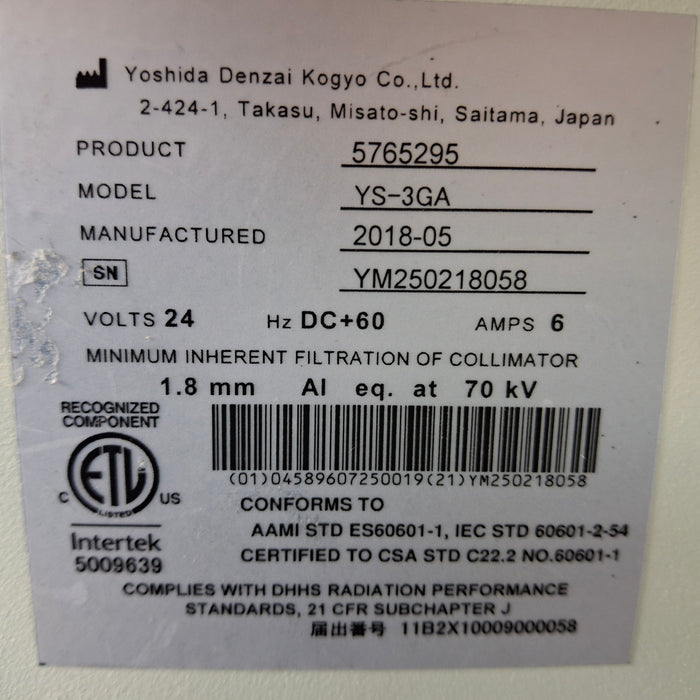 Yoshida Denzai Kogyo Co.,Ltd.
2-424-1, Takasu, Misato-shi, Saitama, Japan
PRODUCT 5765295
MODEL YS-3GA
MANUFACTURED 2018-05
SN YM250218058
VOLTS 24 Hz DC+60 AMPS 6
MINIMUM INHERENT FILTRATION OF COLLIMATOR
1.8 mm Al eq. at 70 kV
RECOGNIZED
COMPONENT
ETL
C US
LISTED
Intertek
5009639
(01)04589607250019(21)YM250218058
CONFORMS TO
AAMI STD ES60601-1, IEC STD 60601-2-54
CERTIFIED TO CSA STD C22.2 NO.60601-1
COMPLIES WITH DHHS RADIATION PERFORMANCE
STANDARDS, 21 CFR SUBCHAPTER J
届出番号 11B2X10009000058